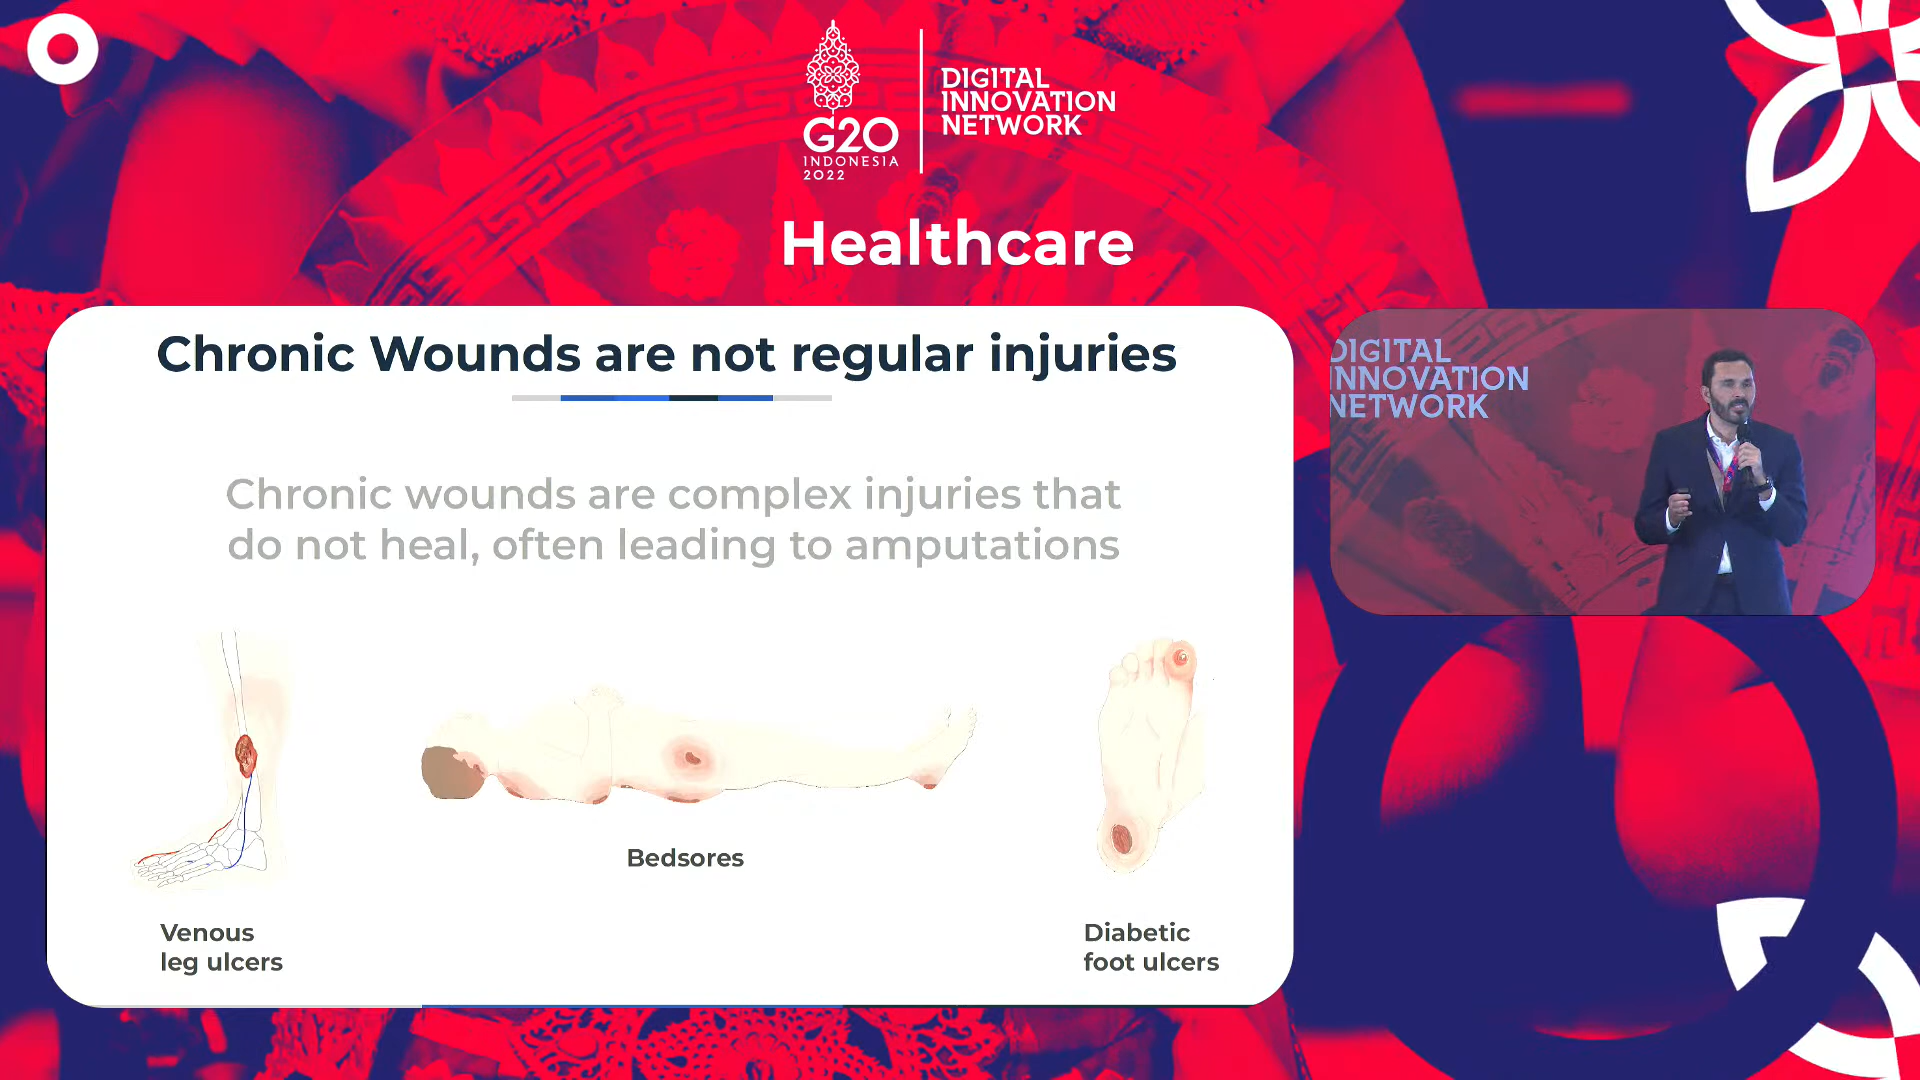 G20
INDONESIA
2022
DIGITAL
INNOVATION
NETWORK
Healthcare
Chronic Wounds are not regular injuries
Chronic wounds are complex injuries that
do not heal, often leading to amputations
Venous
leg ulcers
Bedsores
Diabetic
foot ulcers
DIGITAL
INNOVATION
NETWORK